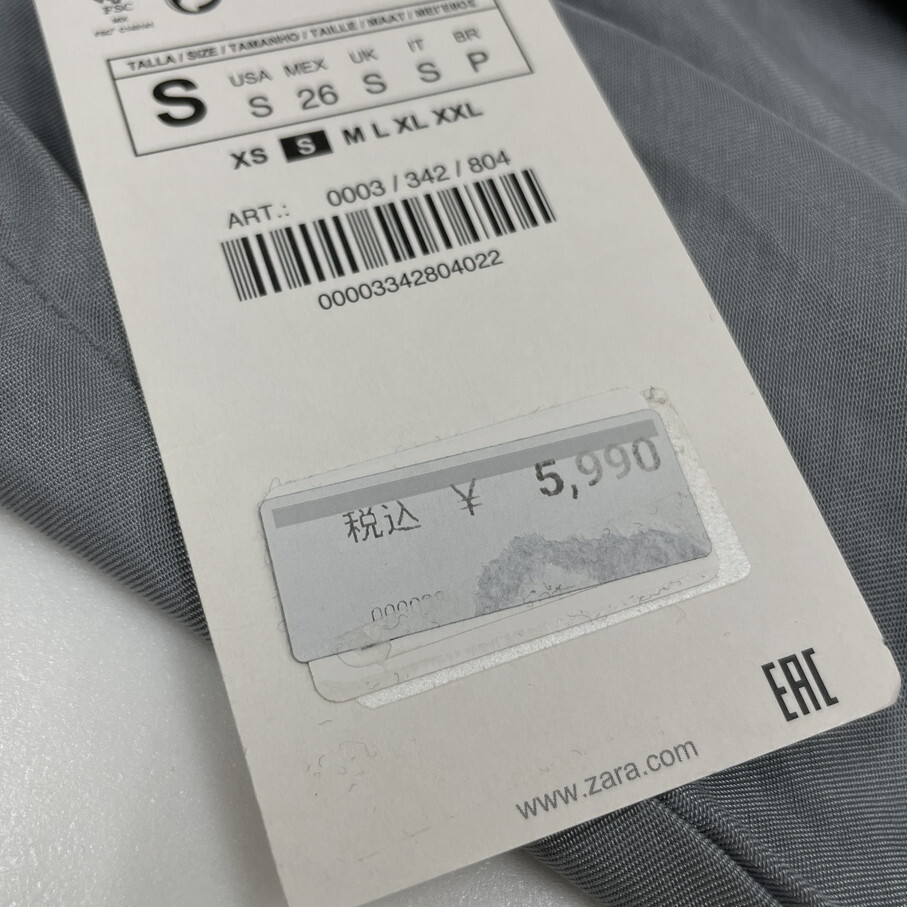 FSC
TALLA / SIZE / TAMANHO / TAILLE / MAAT / ΜΕΓΕΘΟΣ
S
USA MEX UK IT BR
S 26 S S P
XS S M L XL XXL
ART.: 0003 / 342 / 804
00003342804022
税込 ¥ 5,990
www.zara.com
EAC